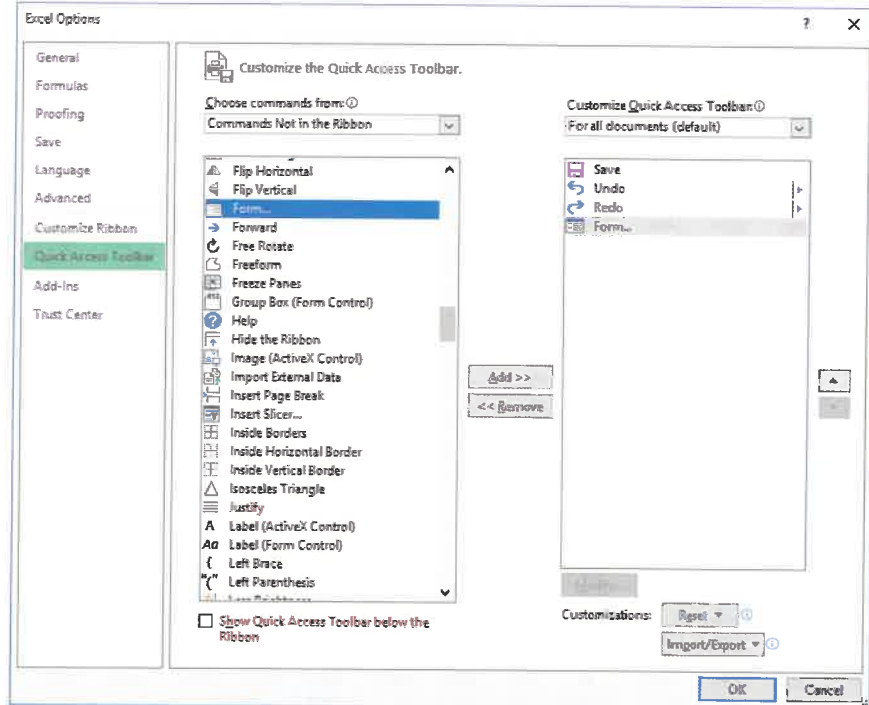 Excel Options
? X
General
Formulas
Proofing
Save
Language
Advanced
Customize Ribbon
Quick Access Toolbar
Add-Ins
Trust Center
Customize the Quick Access Toolbar.
Choose commands from:
Commands Not in the Ribbon
Flip Horizontal
Flip Vertical
Form...
Forward
Free Rotate
Freeform
Freeze Panes
Group Box (Form Control)
Help
Hide the Ribbon
Image (ActiveX Control)
Import External Data
Insert Page Break
Insert Slicer...
Inside Borders
Inside Horizontal Border
Inside Vertical Border
Isosceles Triangle
Justify
Label (ActiveX Control)
Label (Form Control)
Left Brace
Left Parenthesis
Show Quick Access Toolbar below the
Ribbon
Add >>
<< Remove
Customize Quick Access Toolbar:
For all documents (default)
Save
Undo
Redo
Form...
Customizations:
Reset
Import/Export
OK
Cancel